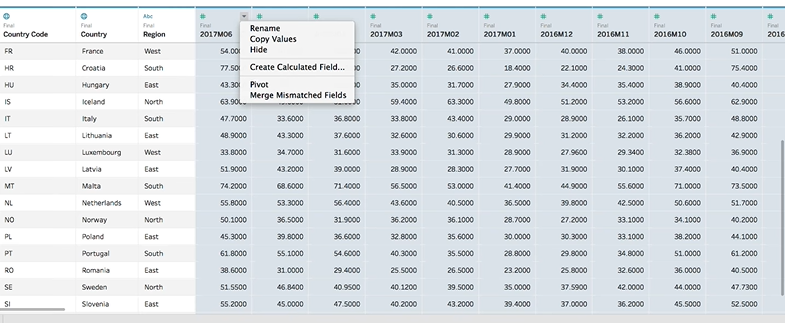 Abc
Final Final Final Final Final Final Final Final Final Final Final Final
Country Code Country Region 2017M06 2017M03 2017M02 2017M01 2016M12 2016M11 2016M10 2016M09 2016
Rename
Copy Values
Hide
Create Calculated Field...
Pivot
Merge Mismatched Fields
FR France West 54.00 42.0000 41.0000 37.0000 40.0000 38.0000 46.0000 51.0000
HR Croatia South 77.50 27.2000 26.6000 18.4000 22.1000 24.3000 41.0000 75.4000
HU Hungary East 43.30 35.0000 31.7000 27.9000 34.4000 35.4000 38.9000 40.4000
IS Iceland North 63.9000 59.4000 63.3000 49.8000 51.2000 53.2000 56.6000 62.9000
IT Italy South 47.7000 33.6000 36.8000 33.8000 43.4000 29.0000 28.9000 26.1000 35.7000 48.8000
LT Lithuania East 48.9000 43.3000 37.6000 32.6000 30.6000 29.9000 31.2000 32.2000 36.2000 42.9000
LU Luxembourg West 33.8000 34.7000 31.6000 33.9000 31.3000 28.9000 27.9600 29.3400 32.3800 36.9000
LV Latvia East 51.9000 43.2000 39.0000 28.9000 28.3000 27.7000 31.9000 30.1000 37.4000 40.4000
MT Malta South 74.2000 68.6000 71.4000 56.5000 53.0000 41.4000 44.9000 55.6000 71.0000 73.5000
NL Netherlands West 55.8000 53.3000 56.4000 43.6000 40.5000 36.5000 39.8000 42.5000 50.6000 51.7000
NO Norway North 50.1000 36.5000 31.9000 36.2000 36.1000 28.7000 27.2000 33.1000 34.1000 40.2000
PL Poland East 45.3000 39.8000 36.6000 32.8000 35.6000 30.0000 30.3000 33.1000 38.2000 44.1000
PT Portugal South 61.8000 55.1000 54.6000 40.3000 35.5000 28.8000 29.8000 34.8000 51.0000 61.2000
RO Romania East 38.6000 31.0000 29.4000 25.5000 26.5000 23.2000 25.8000 32.6000 36.0000 40.5000
SE Sweden North 51.5500 46.8400 40.9500 40.1200 39.5000 35.0000 37.5900 42.0000 44.0000 47.7300
SI Slovenia East 55.2000 45.0000 47.5000 40.2000 43.2000 39.4000 37.0000 36.2000 45.5000 52.5000